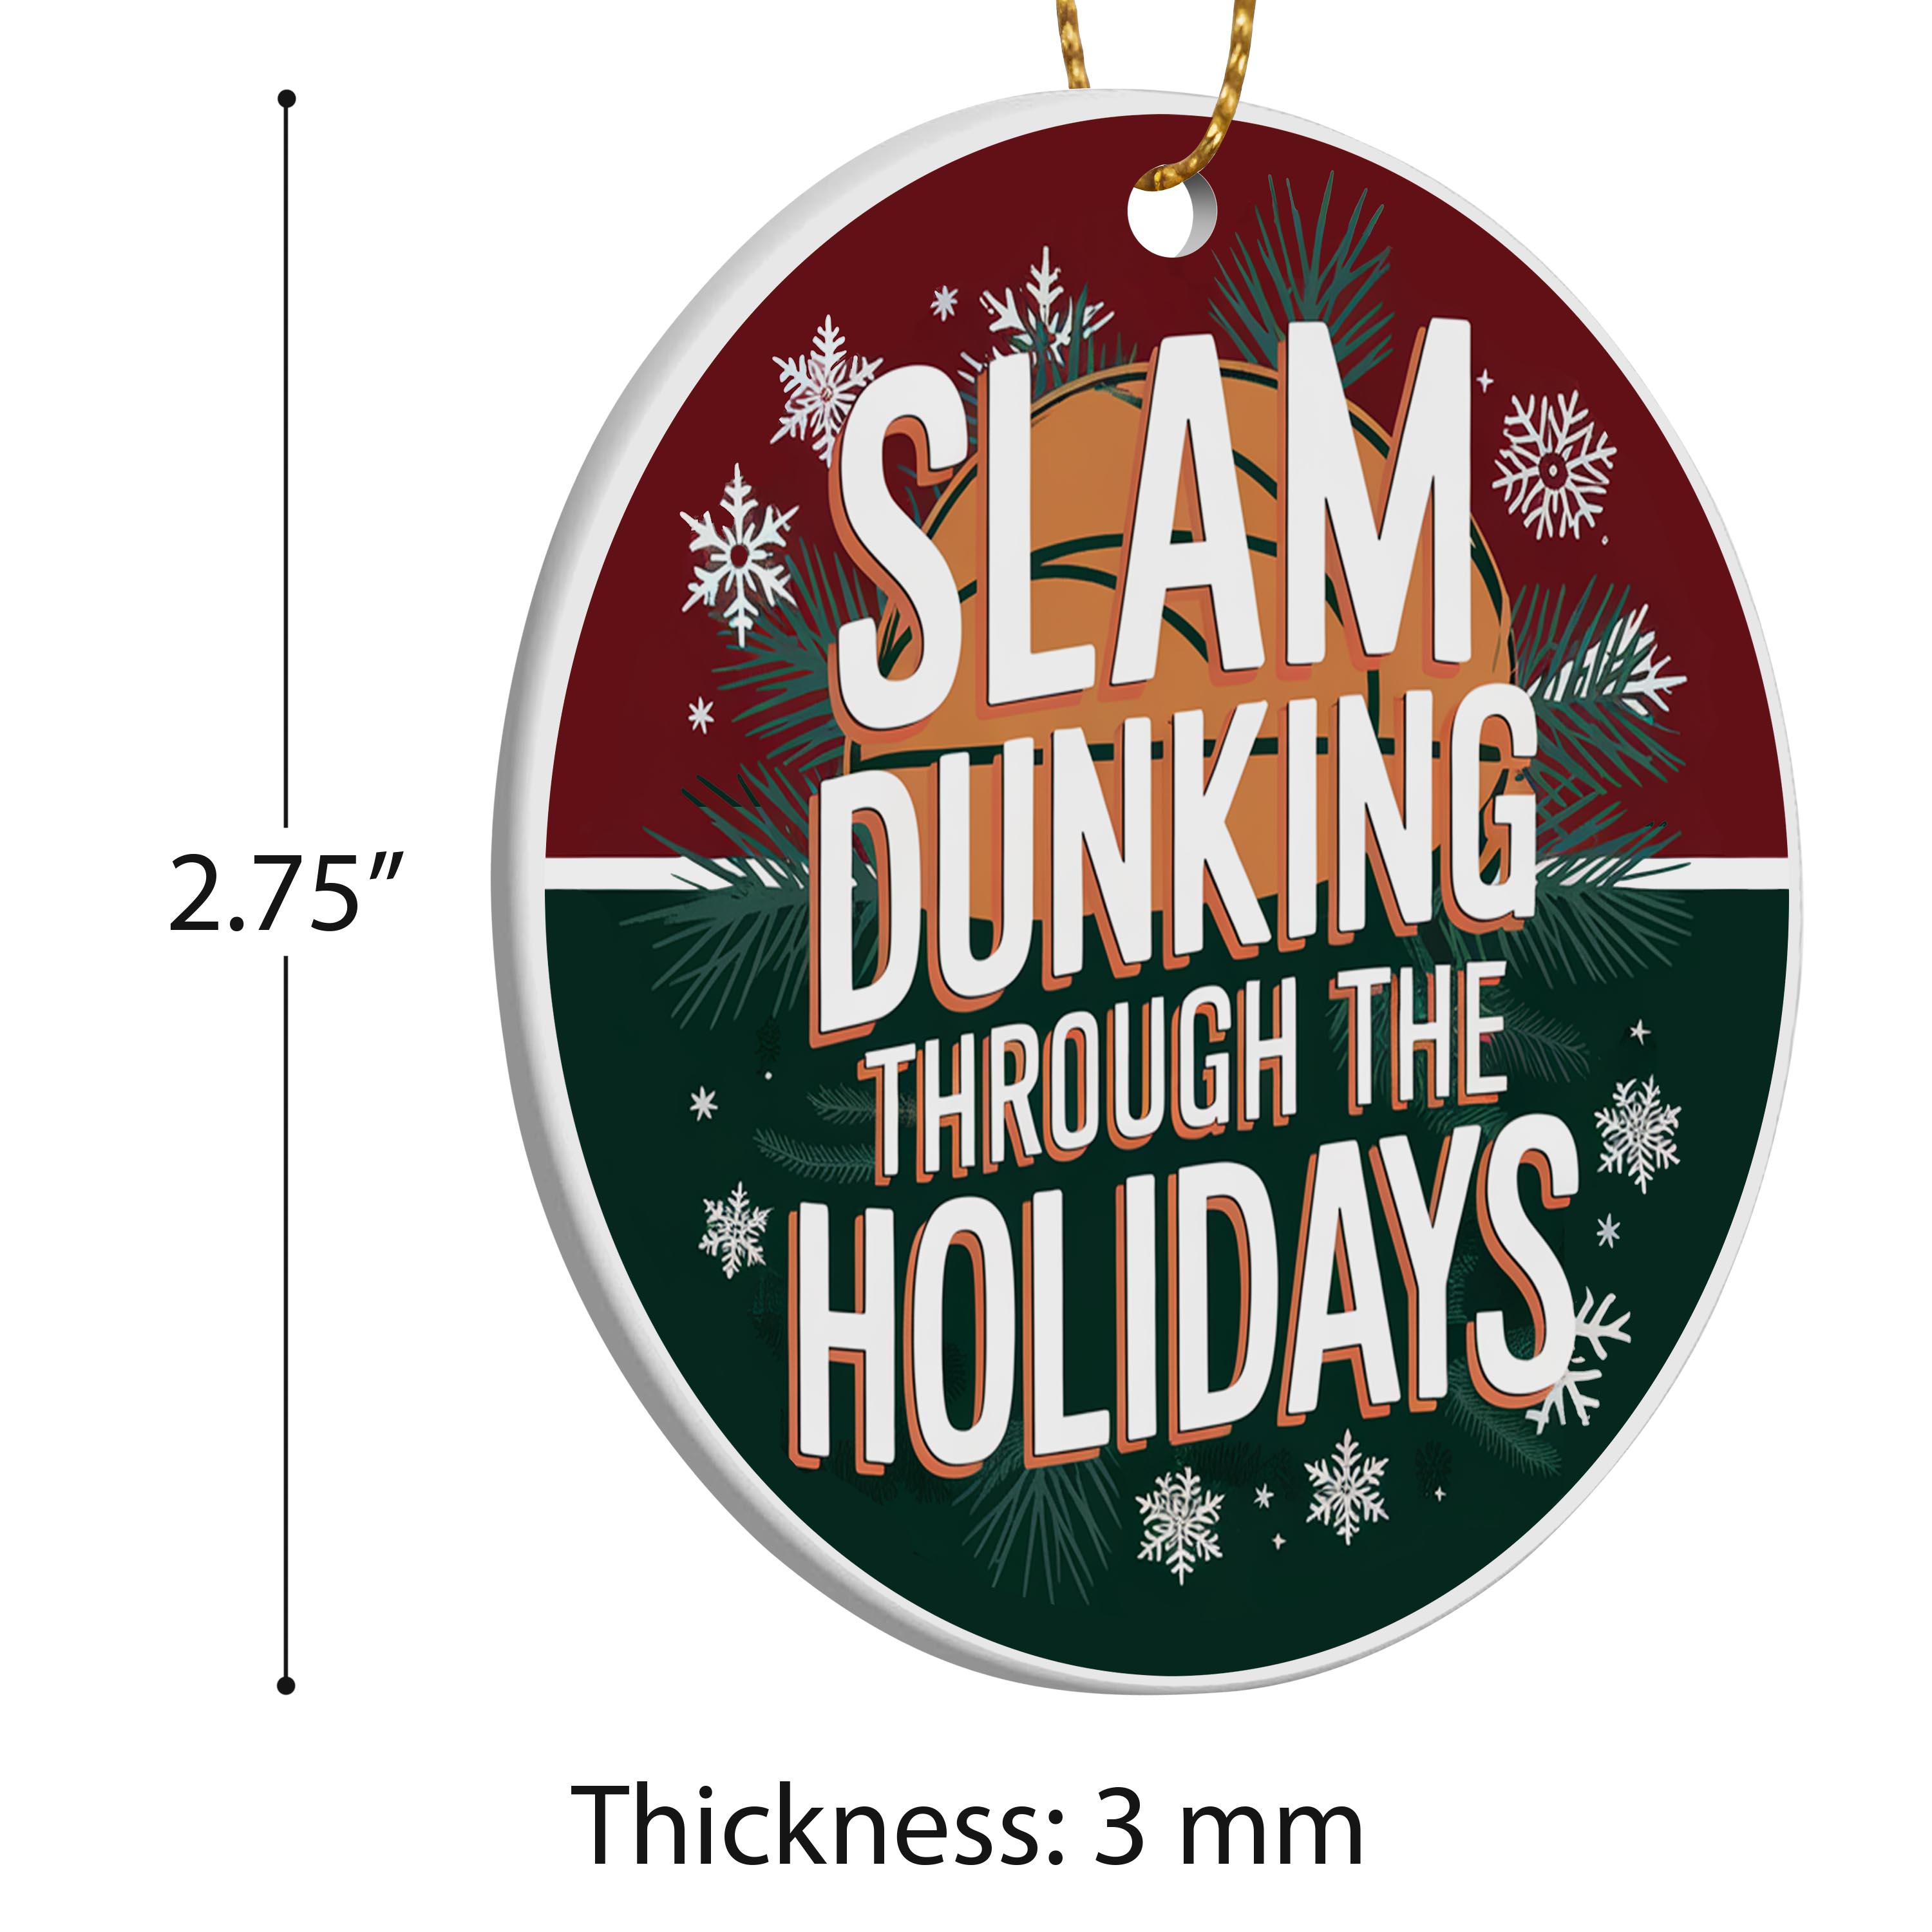 SLAM
DUNKING
THROUGH THE
HOLIDAYS
2.75"
Thickness: 3 mm